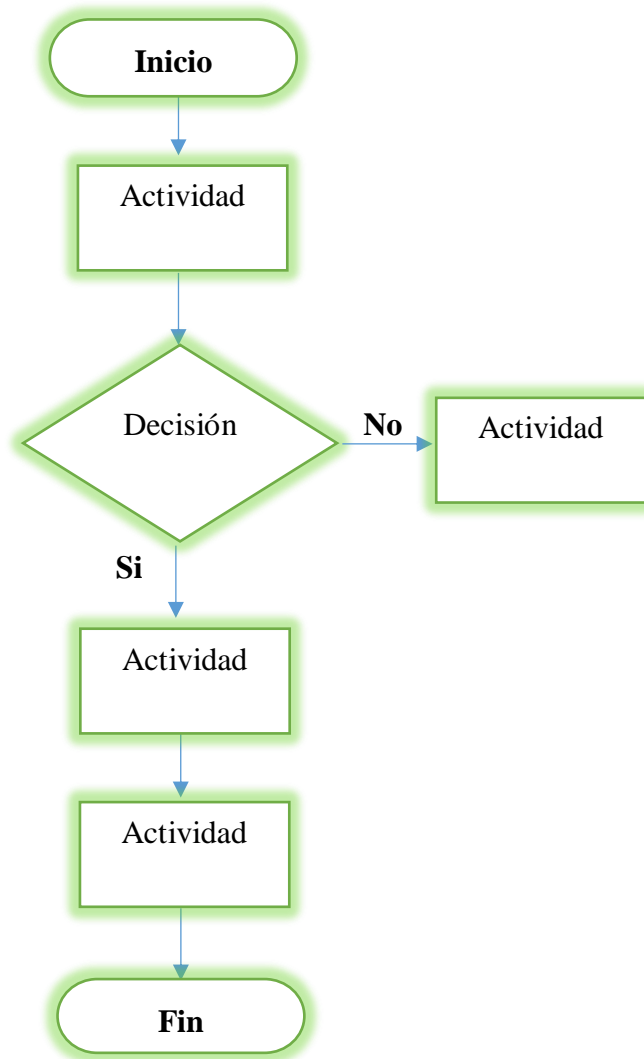 Inicio
Actividad
Decisión
No
Actividad
Si
Actividad
Actividad
Fin